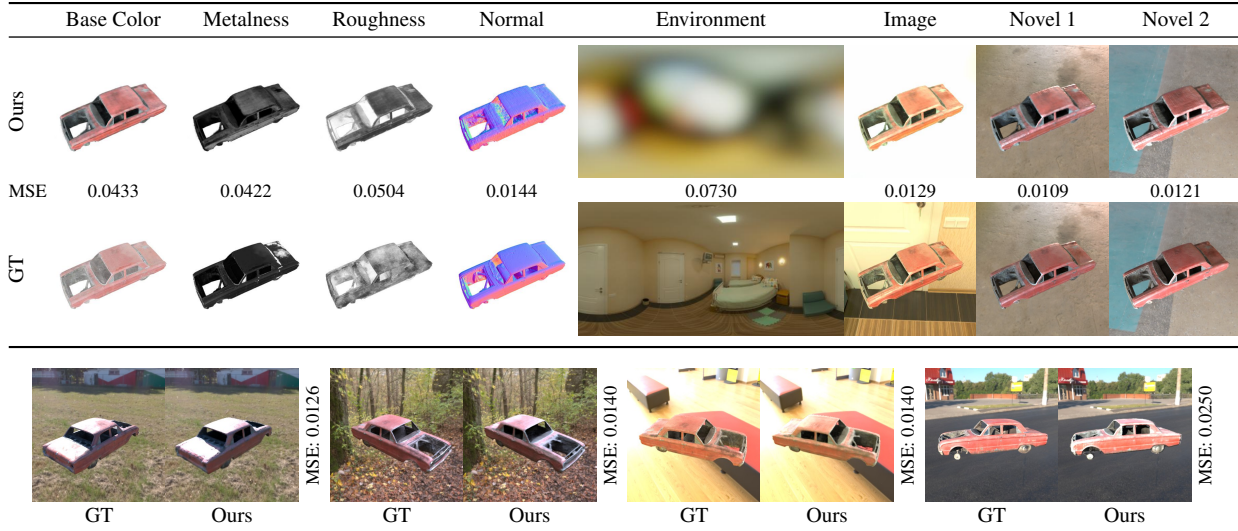 Base Color Metalness Roughness Normal Environment Image Novel 1 Novel 2
Ours
MSE 0.0433 0.0422 0.0504 0.0144 0.0730 0.0129 0.0109 0.0121
GT
MSE: 0.0126
MSE: 0.0140
MSE: 0.0140
MSE: 0.0250
GT Ours GT Ours GT Ours GT Ours